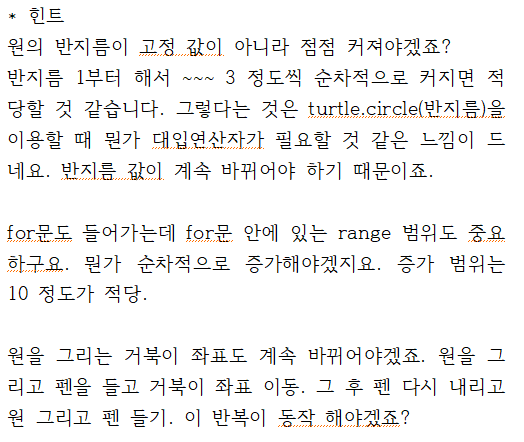 * 힌트
원의 반지름이 고정 값이 아니라 점점 커져야겠죠?
반지름 1부터 해서 ~~~ 3 정도씩 순차적으로 커지면 적
당할 것 같습니다. 그렇다는 것은 turtle.circle(반지름)을
이용할 때 뭔가 대입연산자가 필요할 것 같은 느낌이 드
네요. 반지름 값이 계속 바뀌어야 하기 때문이죠.
for문도 들어가는데 for문 안에 있는 range 범위도 중요
하구요. 뭔가 순차적으로 증가해야겠지요. 증가 범위는
10 정도가 적당.
원을 그리는 거북이 좌표도 계속 바뀌어야겠죠. 원을 그
리고 펜을 들고 거북이 좌표 이동. 그 후 펜 다시 내리고
원 그리고 펜 들기. 이 반복이 동작 해야겠죠?